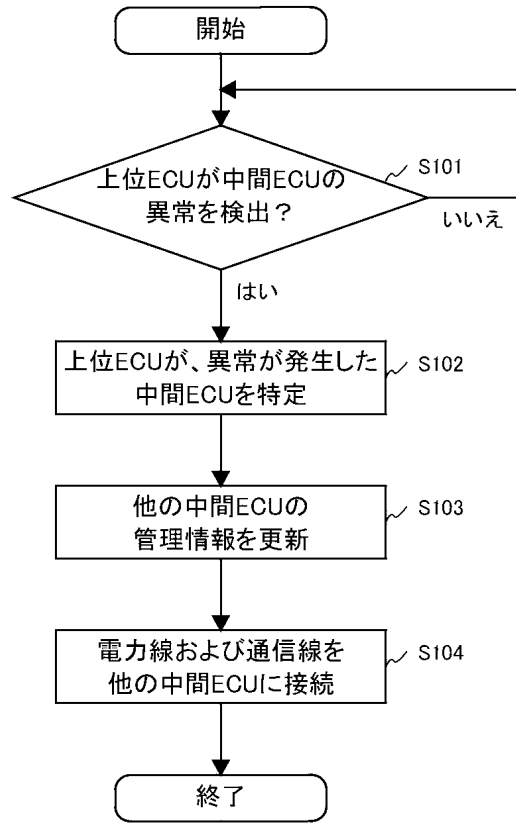 開始
上位ECUが中間ECUの
異常を検出？
S101
いいえ
はい
上位ECUが、異常が発生した
中間ECUを特定
S102
他の中間ECUの
管理情報を更新
S103
電力線および通信線を
他の中間ECUに接続
S104
終了